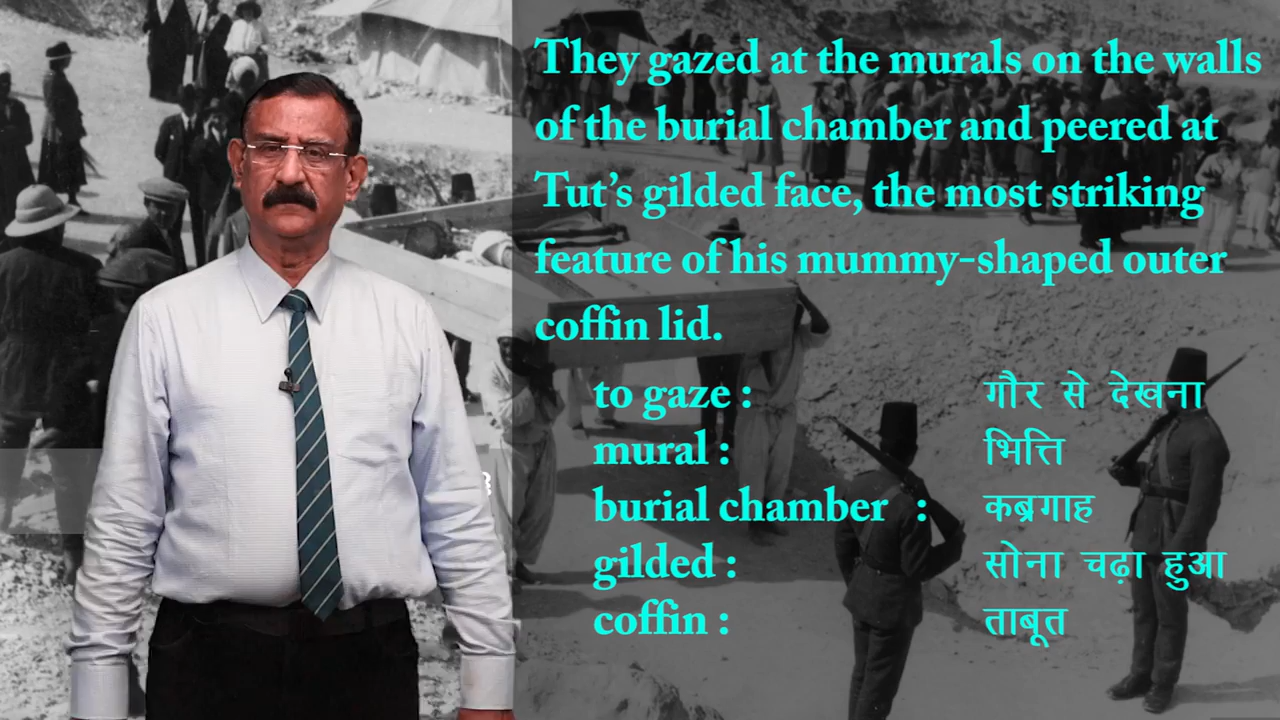 They gazed at the murals on the walls
of the burial chamber and peered at
Tut's gilded face, the most striking
feature of his mummy-shaped outer
coffin lid.
to gaze : गौर से देखना
mural : भित्ति
burial chamber : कब्रगाह
gilded : सोना चढ़ा हुआ
coffin : ताबूत